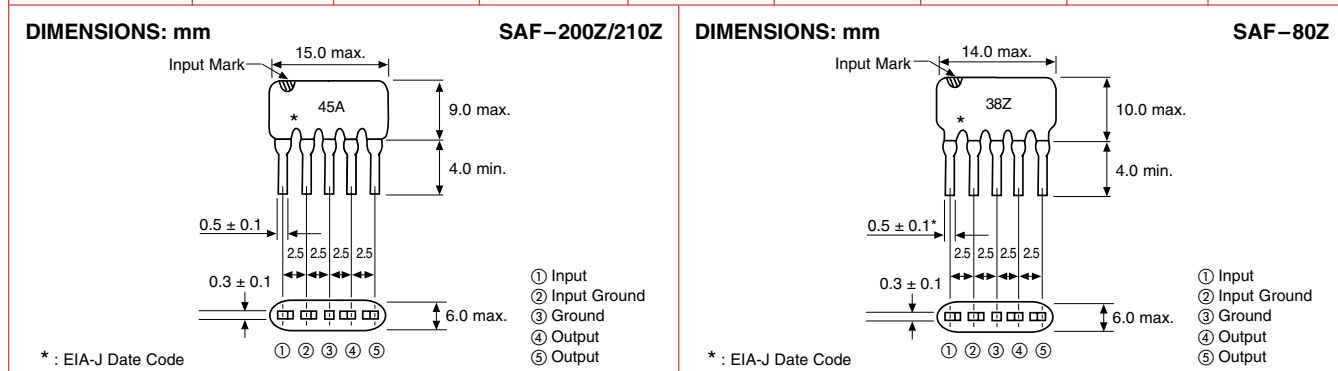 DIMENSIONS: mm SAF–200Z/210Z
15.0 max.
Input Mark
45A
*
9.0 max.
4.0 min.
0.5 ± 0.1
2.5 2.5 2.5 2.5
0.3 ± 0.1
6.0 max.
① Input
② Input Ground
③ Ground
④ Output
⑤ Output
① ② ③ ④ ⑤
* : EIA-J Date Code
DIMENSIONS: mm SAF–80Z
14.0 max.
Input Mark
38Z
*
10.0 max.
4.0 min.
0.5 ± 0.1*
2.5 2.5 2.5 2.5
0.3 ± 0.1
6.0 max.
① Input
② Input Ground
③ Ground
④ Output
⑤ Output
① ② ③ ④ ⑤
* : EIA-J Date Code